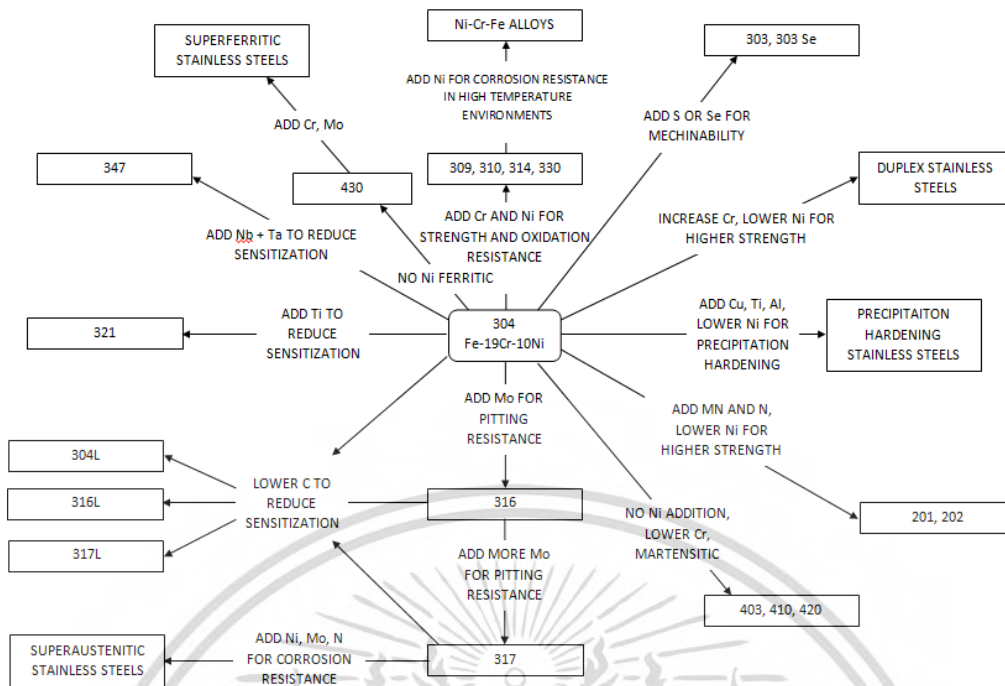 Ni-Cr-Fe ALLOYS
303, 303 Se
SUPERFERRITIC
STAINLESS STEELS
ADD Ni FOR CORROSION RESISTANCE
IN HIGH TEMPERATURE
ENVIRONMENTS
ADD Cr, Mo
ADD S OR Se FOR
MECHINABILITY
347
430
309, 310, 314, 330
DUPLEX STAINLESS
STEELS
ADD Nb + Ta TO REDUCE
SENSITIZATION
ADD Cr AND Ni FOR
STRENGTH AND OXIDATION
RESISTANCE
INCREASE Cr, LOWER Ni FOR
HIGHER STRENGTH
NO Ni FERRITIC
321
ADD Ti TO
REDUCE
SENSITIZATION
304
Fe-19Cr-10Ni
ADD Cu, Ti, Al,
LOWER Ni FOR
PRECIPITATION
HARDENING
PRECIPITAITON
HARDENING
STAINLESS STEELS
ADD Mo FOR
PITTING
RESISTANCE
ADD MN AND N,
LOWER Ni FOR
HIGHER STRENGTH
304L
316L
317L
LOWER C TO
REDUCE
SENSITIZATION
316
NO Ni ADDITION,
LOWER Cr,
MARTENSITIC
201, 202
ADD MORE Mo
FOR PITTING
RESISTANCE
403, 410, 420
SUPERAUSTENITIC
STAINLESS STEELS
ADD Ni, Mo, N
FOR CORROSION
RESISTANCE
317